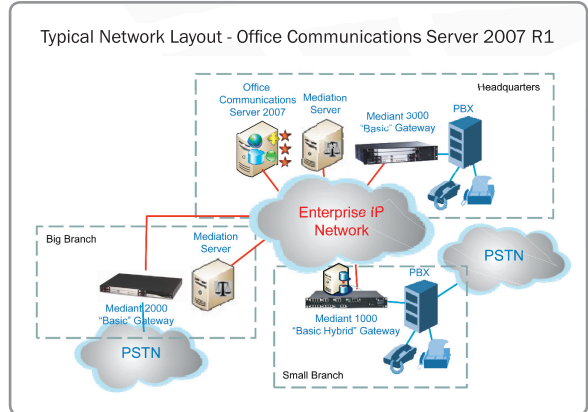 Typical Network Layout - Office Communications Server 2007 R1
Headquarters
Office
Communications
Server 2007
Mediation
Server
Mediant 3000
"Basic" Gateway
PBX
Enterprise IP
Network
Big Branch
Mediation
Server
Mediant 2000
"Basic" Gateway
PSTN
PSTN
PBX
Mediant 1000
"Basic Hybrid" Gateway
Small Branch